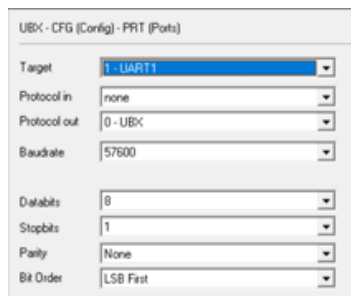 UBX - CFG (Config) - PRT (Ports)
Target 1 - UART1
Protocol in none
Protocol out 0 - UBX
Baudrate 57600
Databits 8
Stopbits 1
Parity None
Bit Order LSB First